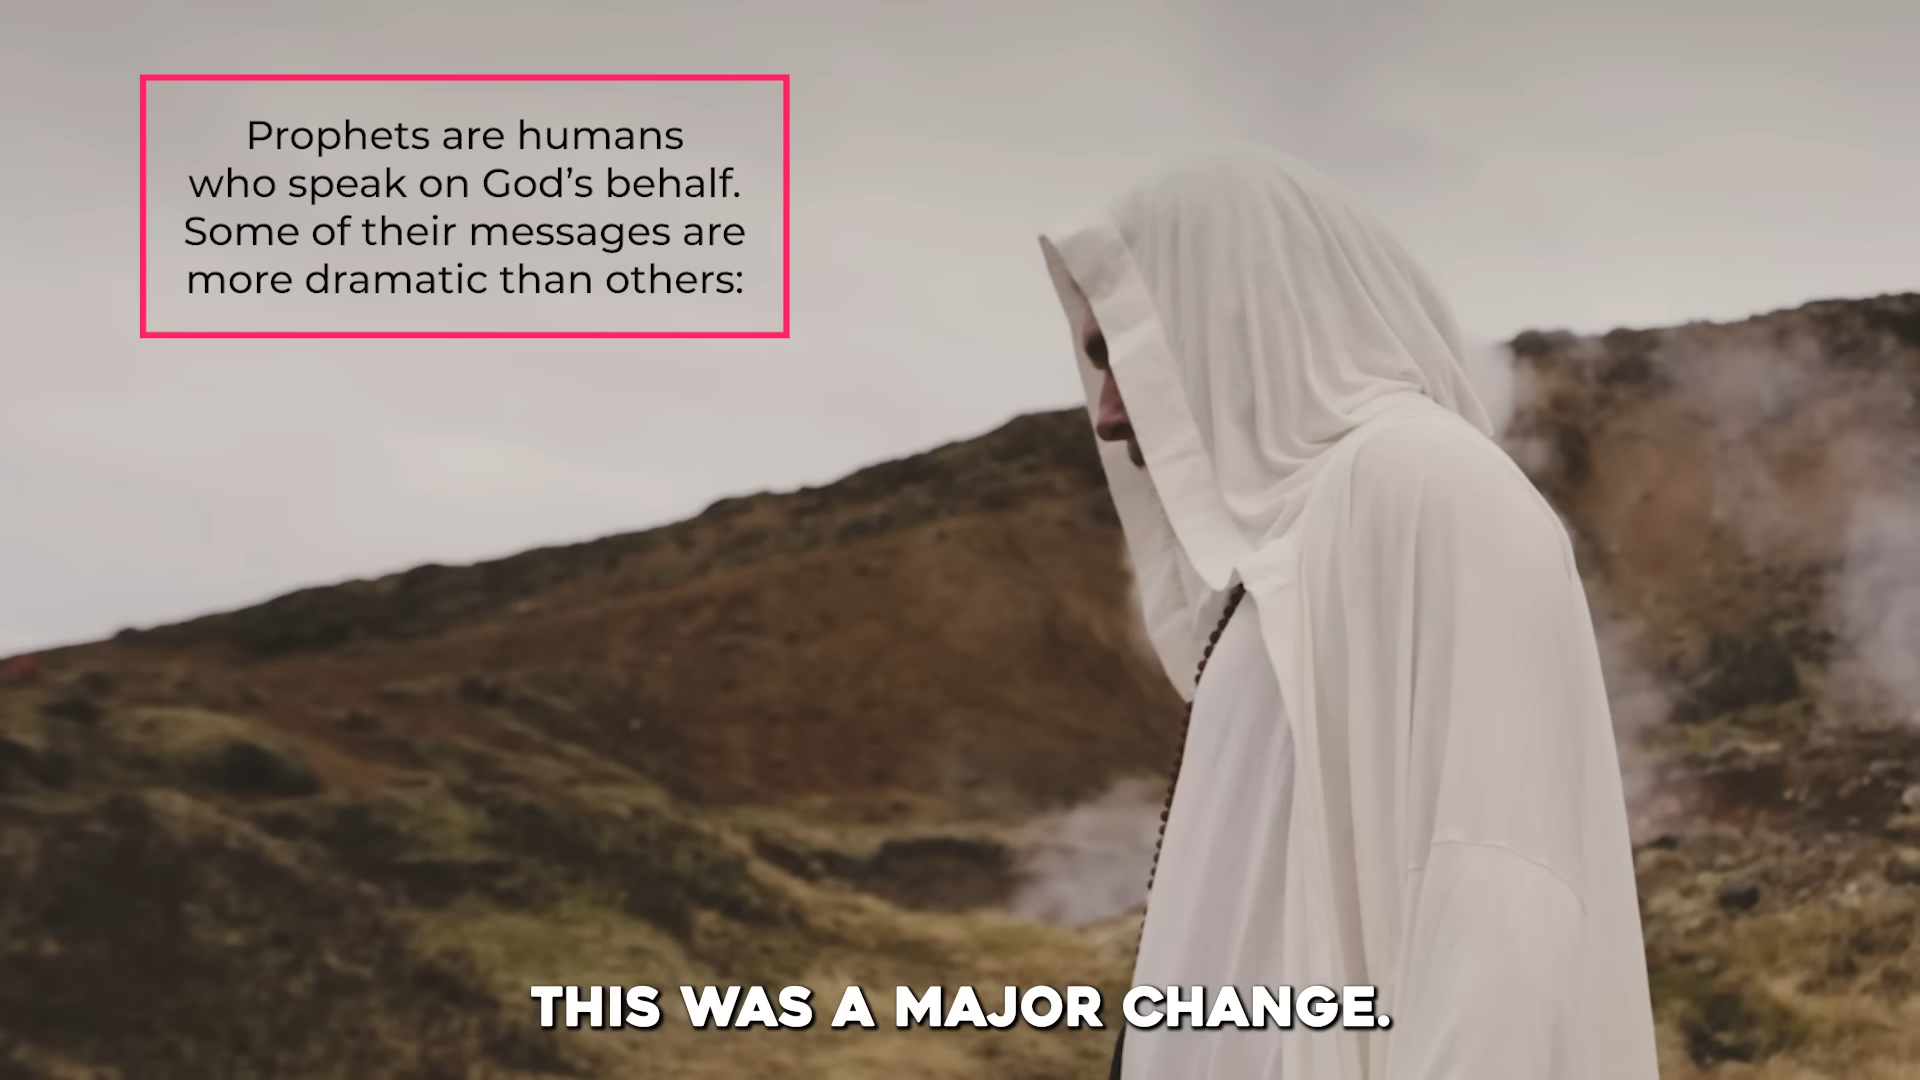 Prophets are humans
who speak on God’s behalf.
Some of their messages are
more dramatic than others:
THIS WAS A MAJOR CHANGE.